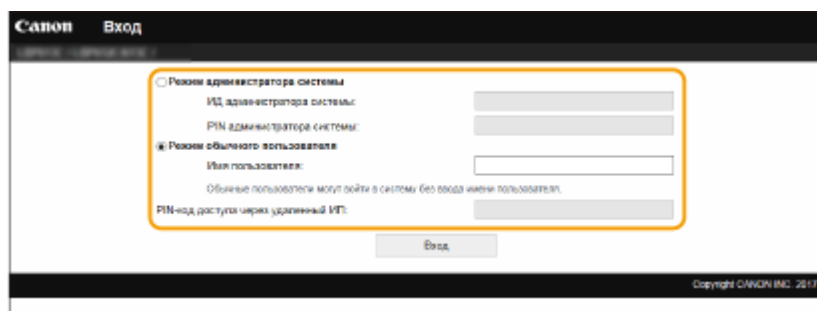 Canon Вход
Режим администратора системы
ИД администратора системы:
PIN администратора системы:
Режим обычного пользователя
Имя пользователя:
Обычные пользователи могут войти в систему без ввода имени пользователя.
PIN-код доступа через удаленный ИП:
Вход
Copyright CANON INC. 2017